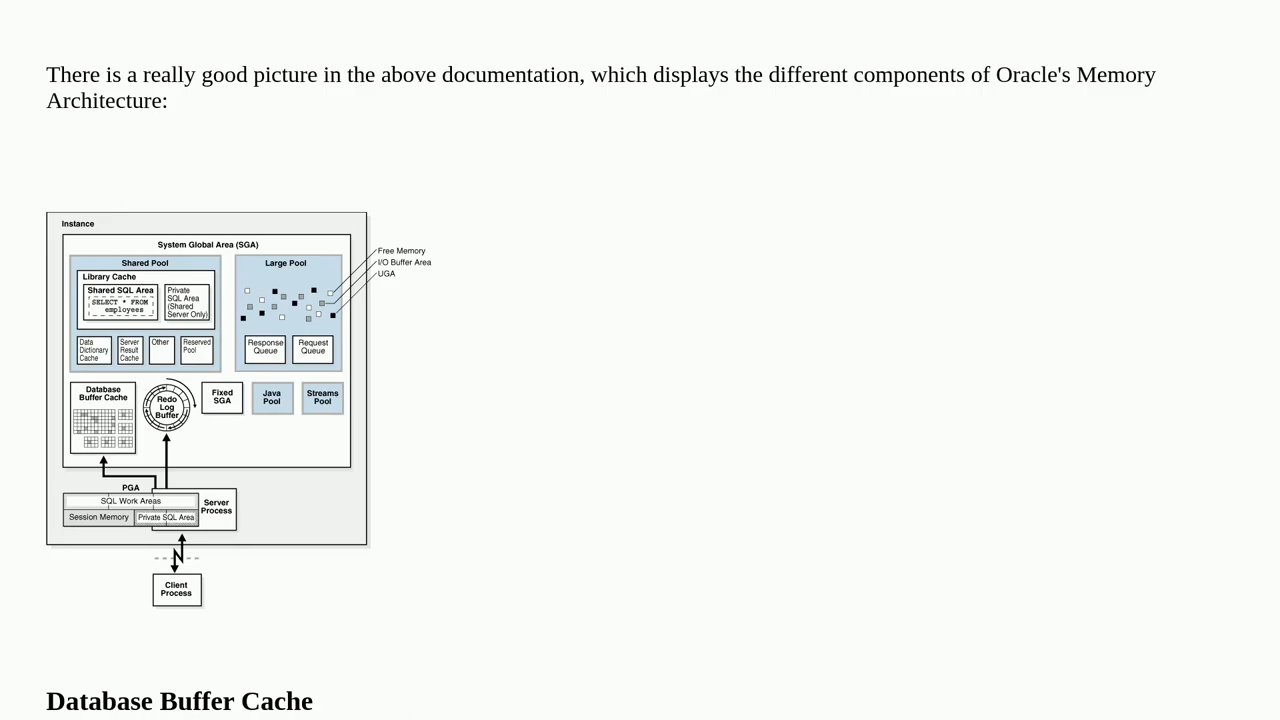 There is a really good picture in the above documentation, which displays the different components of Oracle's Memory
Architecture:
Instance
System Global Area (SGA)
Shared Pool
Library Cache
Shared SQL Area
SELECT * FROM
employees
Private
SQL Area
(Shared
Server Only)
Data
Dictionary
Cache
Server
Result
Cache
Other
Reserved
Pool
Large Pool
Free Memory
I/O Buffer Area
UGA
Response
Queue
Request
Queue
Database
Buffer Cache
Redo
Log
Buffer
Fixed
SGA
Java
Pool
Streams
Pool
PGA
SQL Work Areas
Session Memory
Private SQL Area
Server
Process
Client
Process
Database Buffer Cache